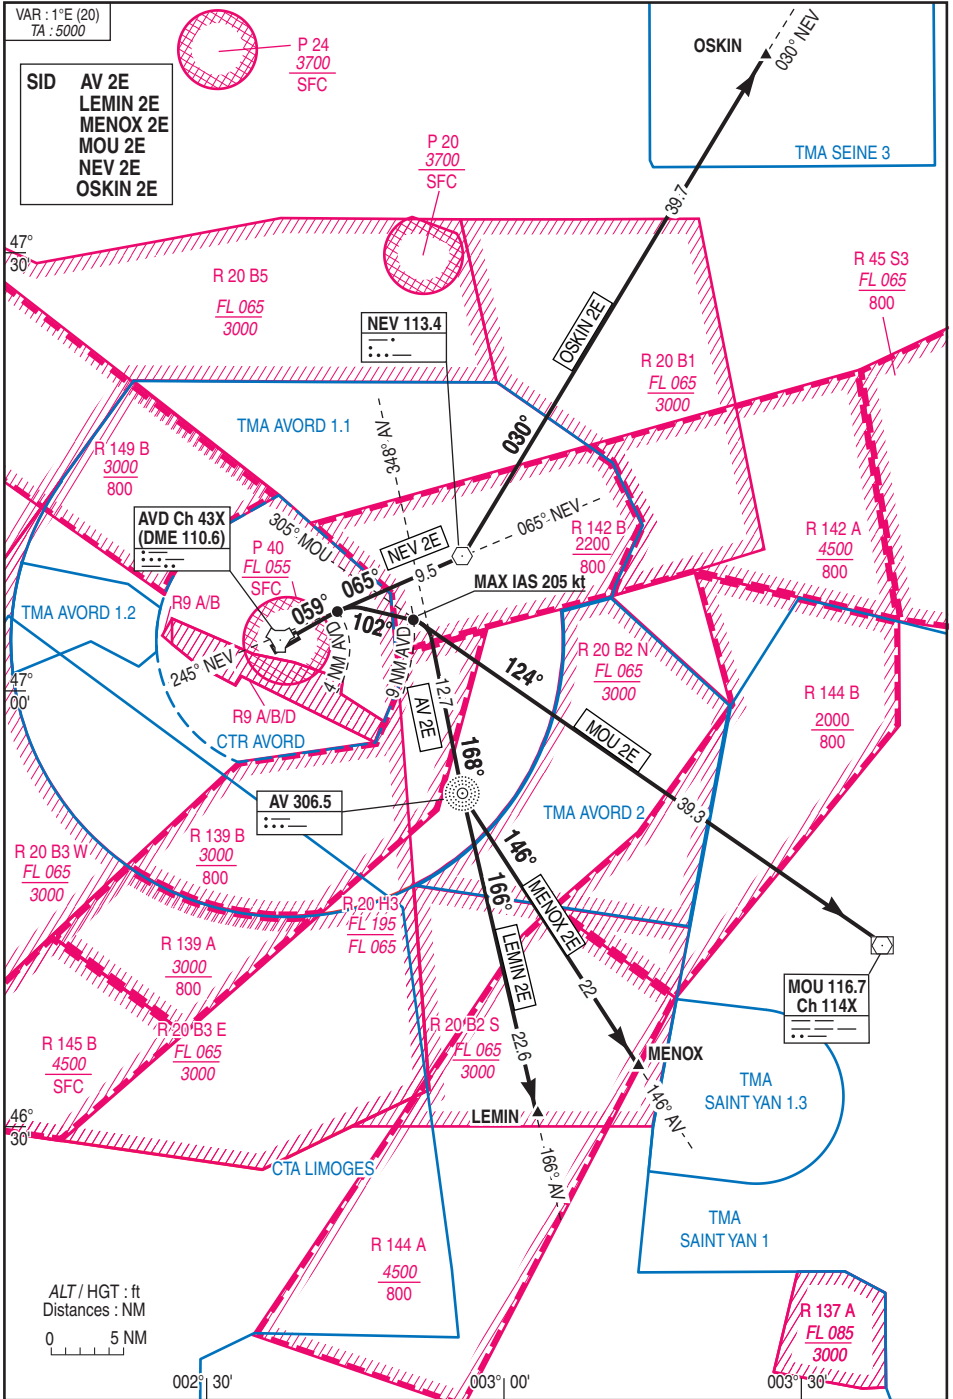 VAR : 1°E (20)
TA : 5000
SID AV 2E
LEMIN 2E
MENOX 2E
MOU 2E
NEV 2E
OSKIN 2E
P 24
3700
SFC
OSKIN
030° NEV
TMA SEINE 3
P 20
3700
SFC
39.7
47°
30'
R 20 B5
FL 065
3000
R 45 S3
FL 065
800
NEV 113.4
OSKIN 2E
R 20 B1
FL 065
3000
TMA AVORD 1.1
348° AV
030°
R 149 B
3000
800
AVD Ch 43X
(DME 110.6)
305° MOU
065° NEV
R 142 B
2200
800
R 142 A
4500
800
P 40
FL 055
SFC
NEV 2E
9.5
065°
MAX IAS 205 kt
TMA AVORD 1.2
R9 A/B
059°
102°
245° NEV
4 NM AVD
9 NM AVD
R 20 B2 N
FL 065
3000
124°
47°
00'
12.7
AV 2E
R 144 B
2000
800
R9 A/B/D
CTR AVORD
MOU 2E
168°
AV 306.5
TMA AVORD 2
39.3
R 139 B
3000
800
R 20 B3 W
FL 065
3000
146°
166°
MENOX 2E
R 20 H3
FL 195
FL 065
LEMIN 2E
R 139 A
3000
800
22
MOU 116.7
Ch 114X
R 20 B3 E
FL 065
3000
R 20 B2 S
FL 065
3000
22.6
R 145 B
4500
SFC
MENOX
TMA
SAINT YAN 1.3
146° AV
LEMIN
46°
30'
166° AV
CTA LIMOGES
TMA
SAINT YAN 1
R 144 A
4500
800
ALT / HGT : ft
Distances : NM
0 5 NM
R 137 A
FL 085
3000
002° 30'
003° 00'
003° 30'